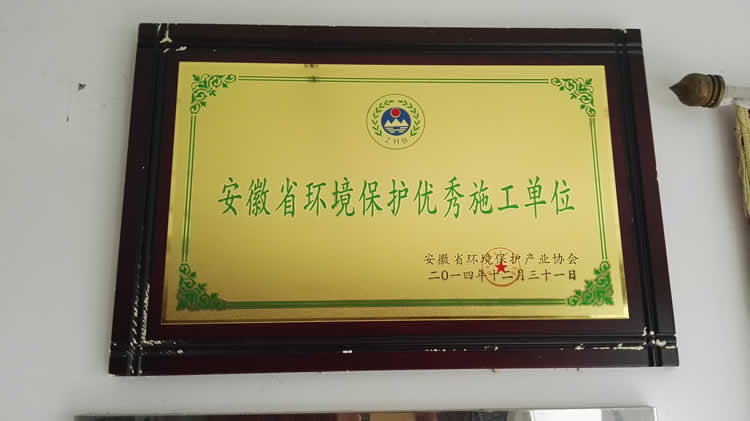 ZHB
安徽省环境保护优秀施工单位
安徽省环境保护产业协会
二〇一四年十二月三十一日